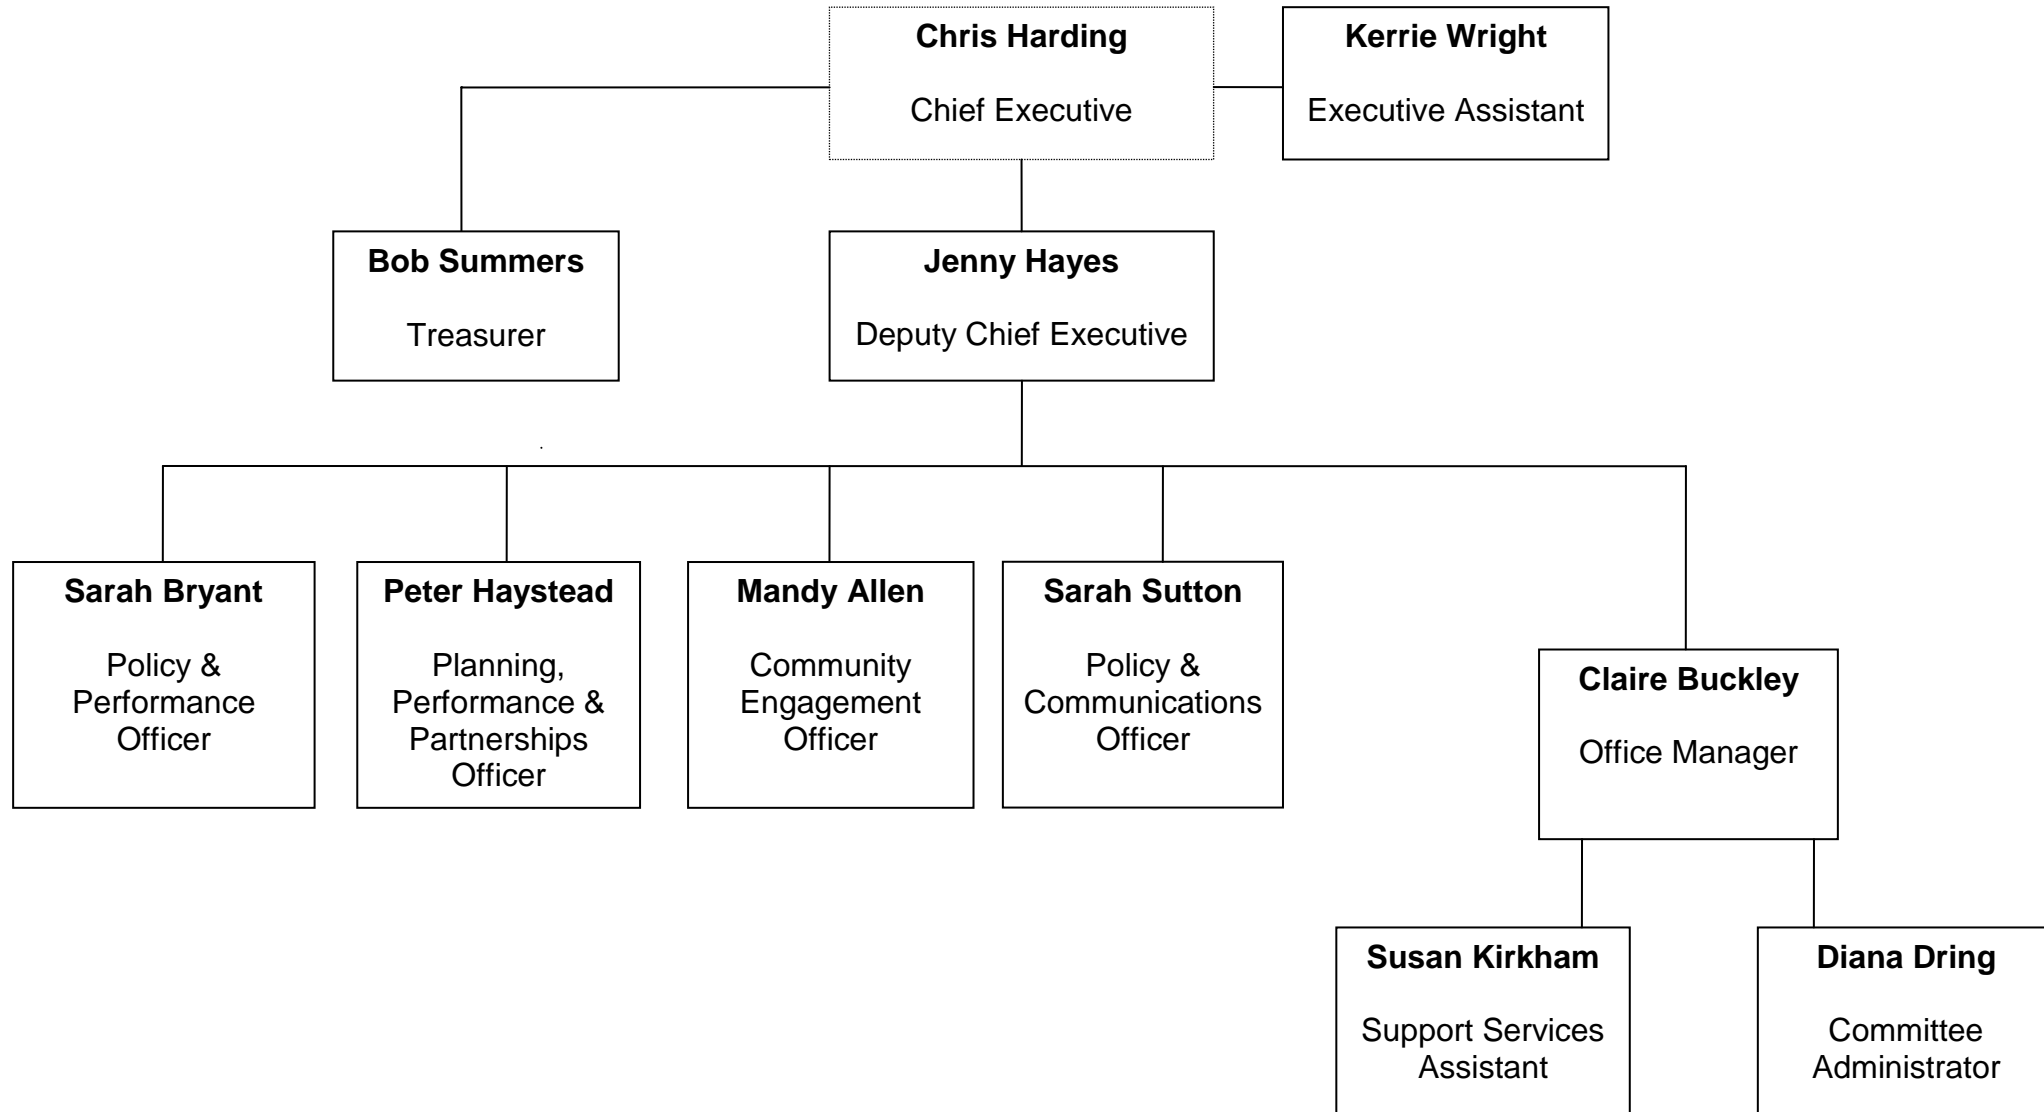 Chris Harding
Chief Executive
Kerrie Wright
Executive Assistant
Bob Summers
Treasurer
Jenny Hayes
Deputy Chief Executive
Sarah Bryant
Policy &
Performance
Officer
Peter Haystead
Planning,
Performance &
Partnerships
Officer
Mandy Allen
Community
Engagement
Officer
Sarah Sutton
Policy &
Communications
Officer
Claire Buckley
Office Manager
Susan Kirkham
Support Services
Assistant
Diana Dring
Committee
Administrator